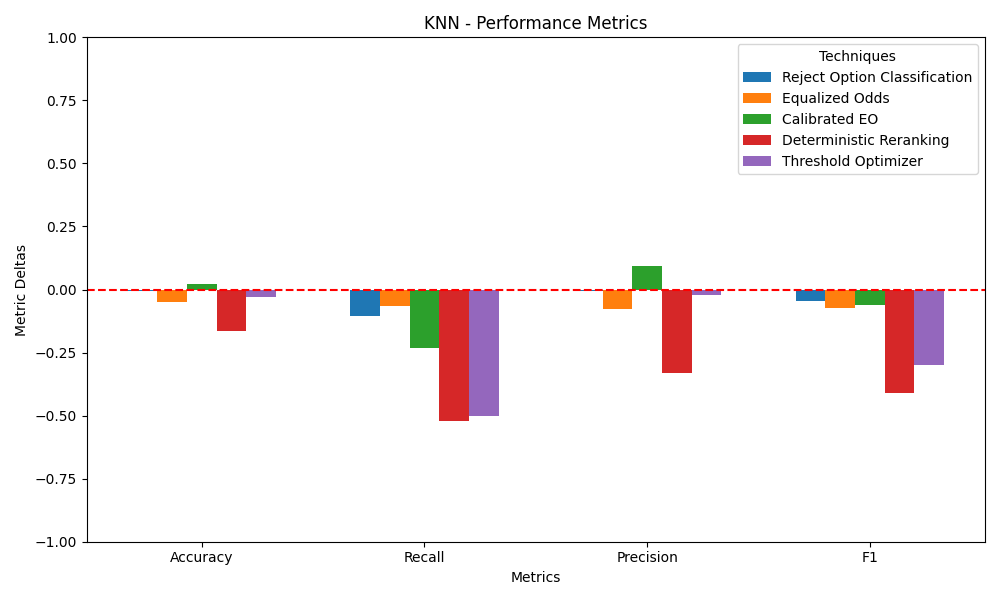 KNN - Performance Metrics
Metric Deltas
1.00
0.75
0.50
0.25
0.00
−0.25
−0.50
−0.75
−1.00
Techniques
Reject Option Classification
Equalized Odds
Calibrated EO
Deterministic Reranking
Threshold Optimizer
Accuracy
Recall
Precision
F1
Metrics